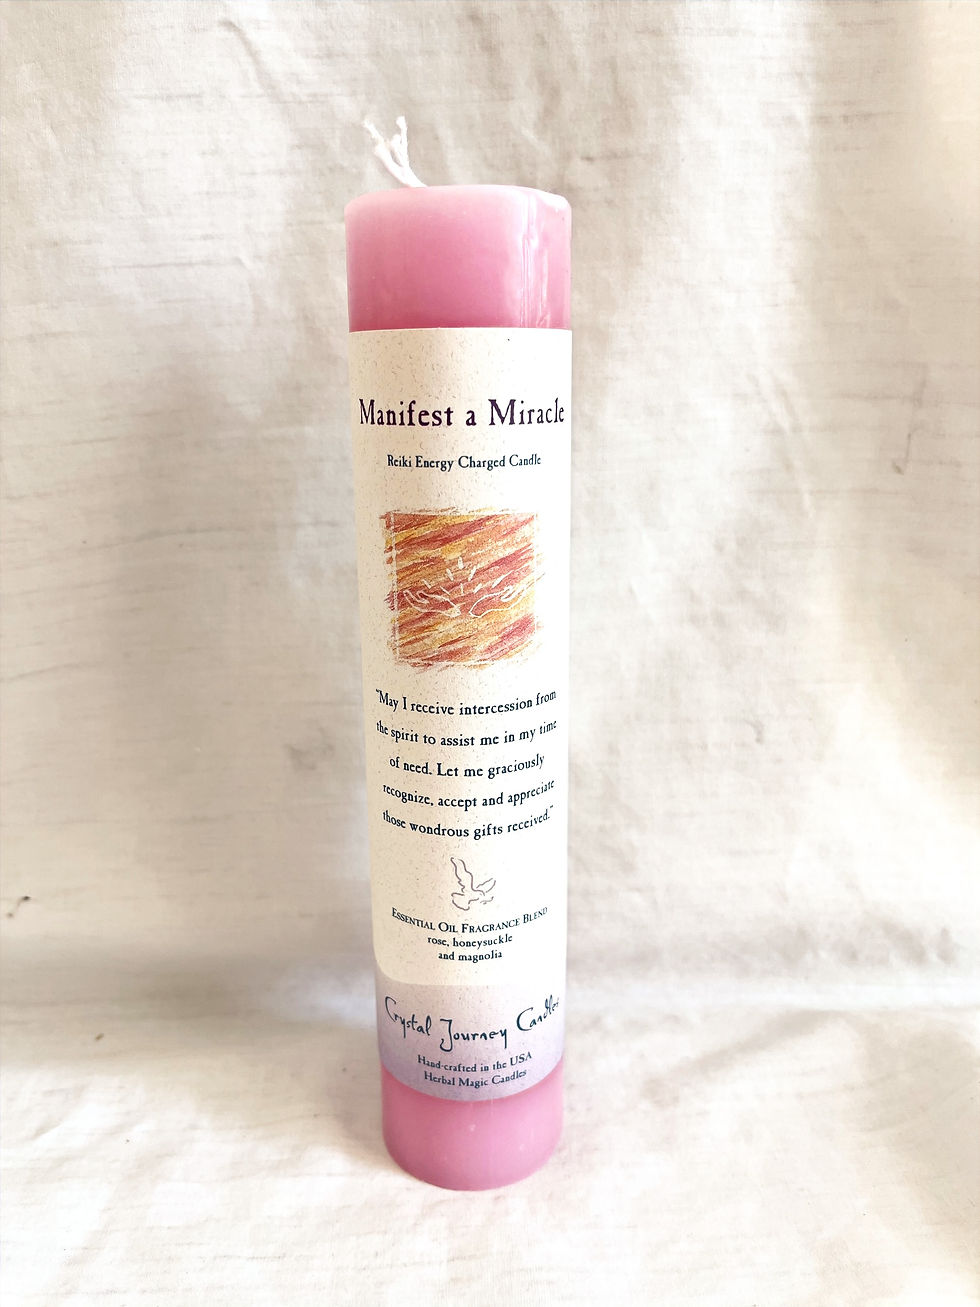 Manifest a Miracle
Reiki Energy Charged Candle
"May I receive intercession from
the spirit to assist me in my time
of need. Let me graciously
recognize, accept and appreciate
those wondrous gifts received."
Essential Oil Fragrance Blend
rose, honeysuckle
and magnolia
Crystal Journey Candles
Hand-crafted in the USA
Herbal Magic Candles